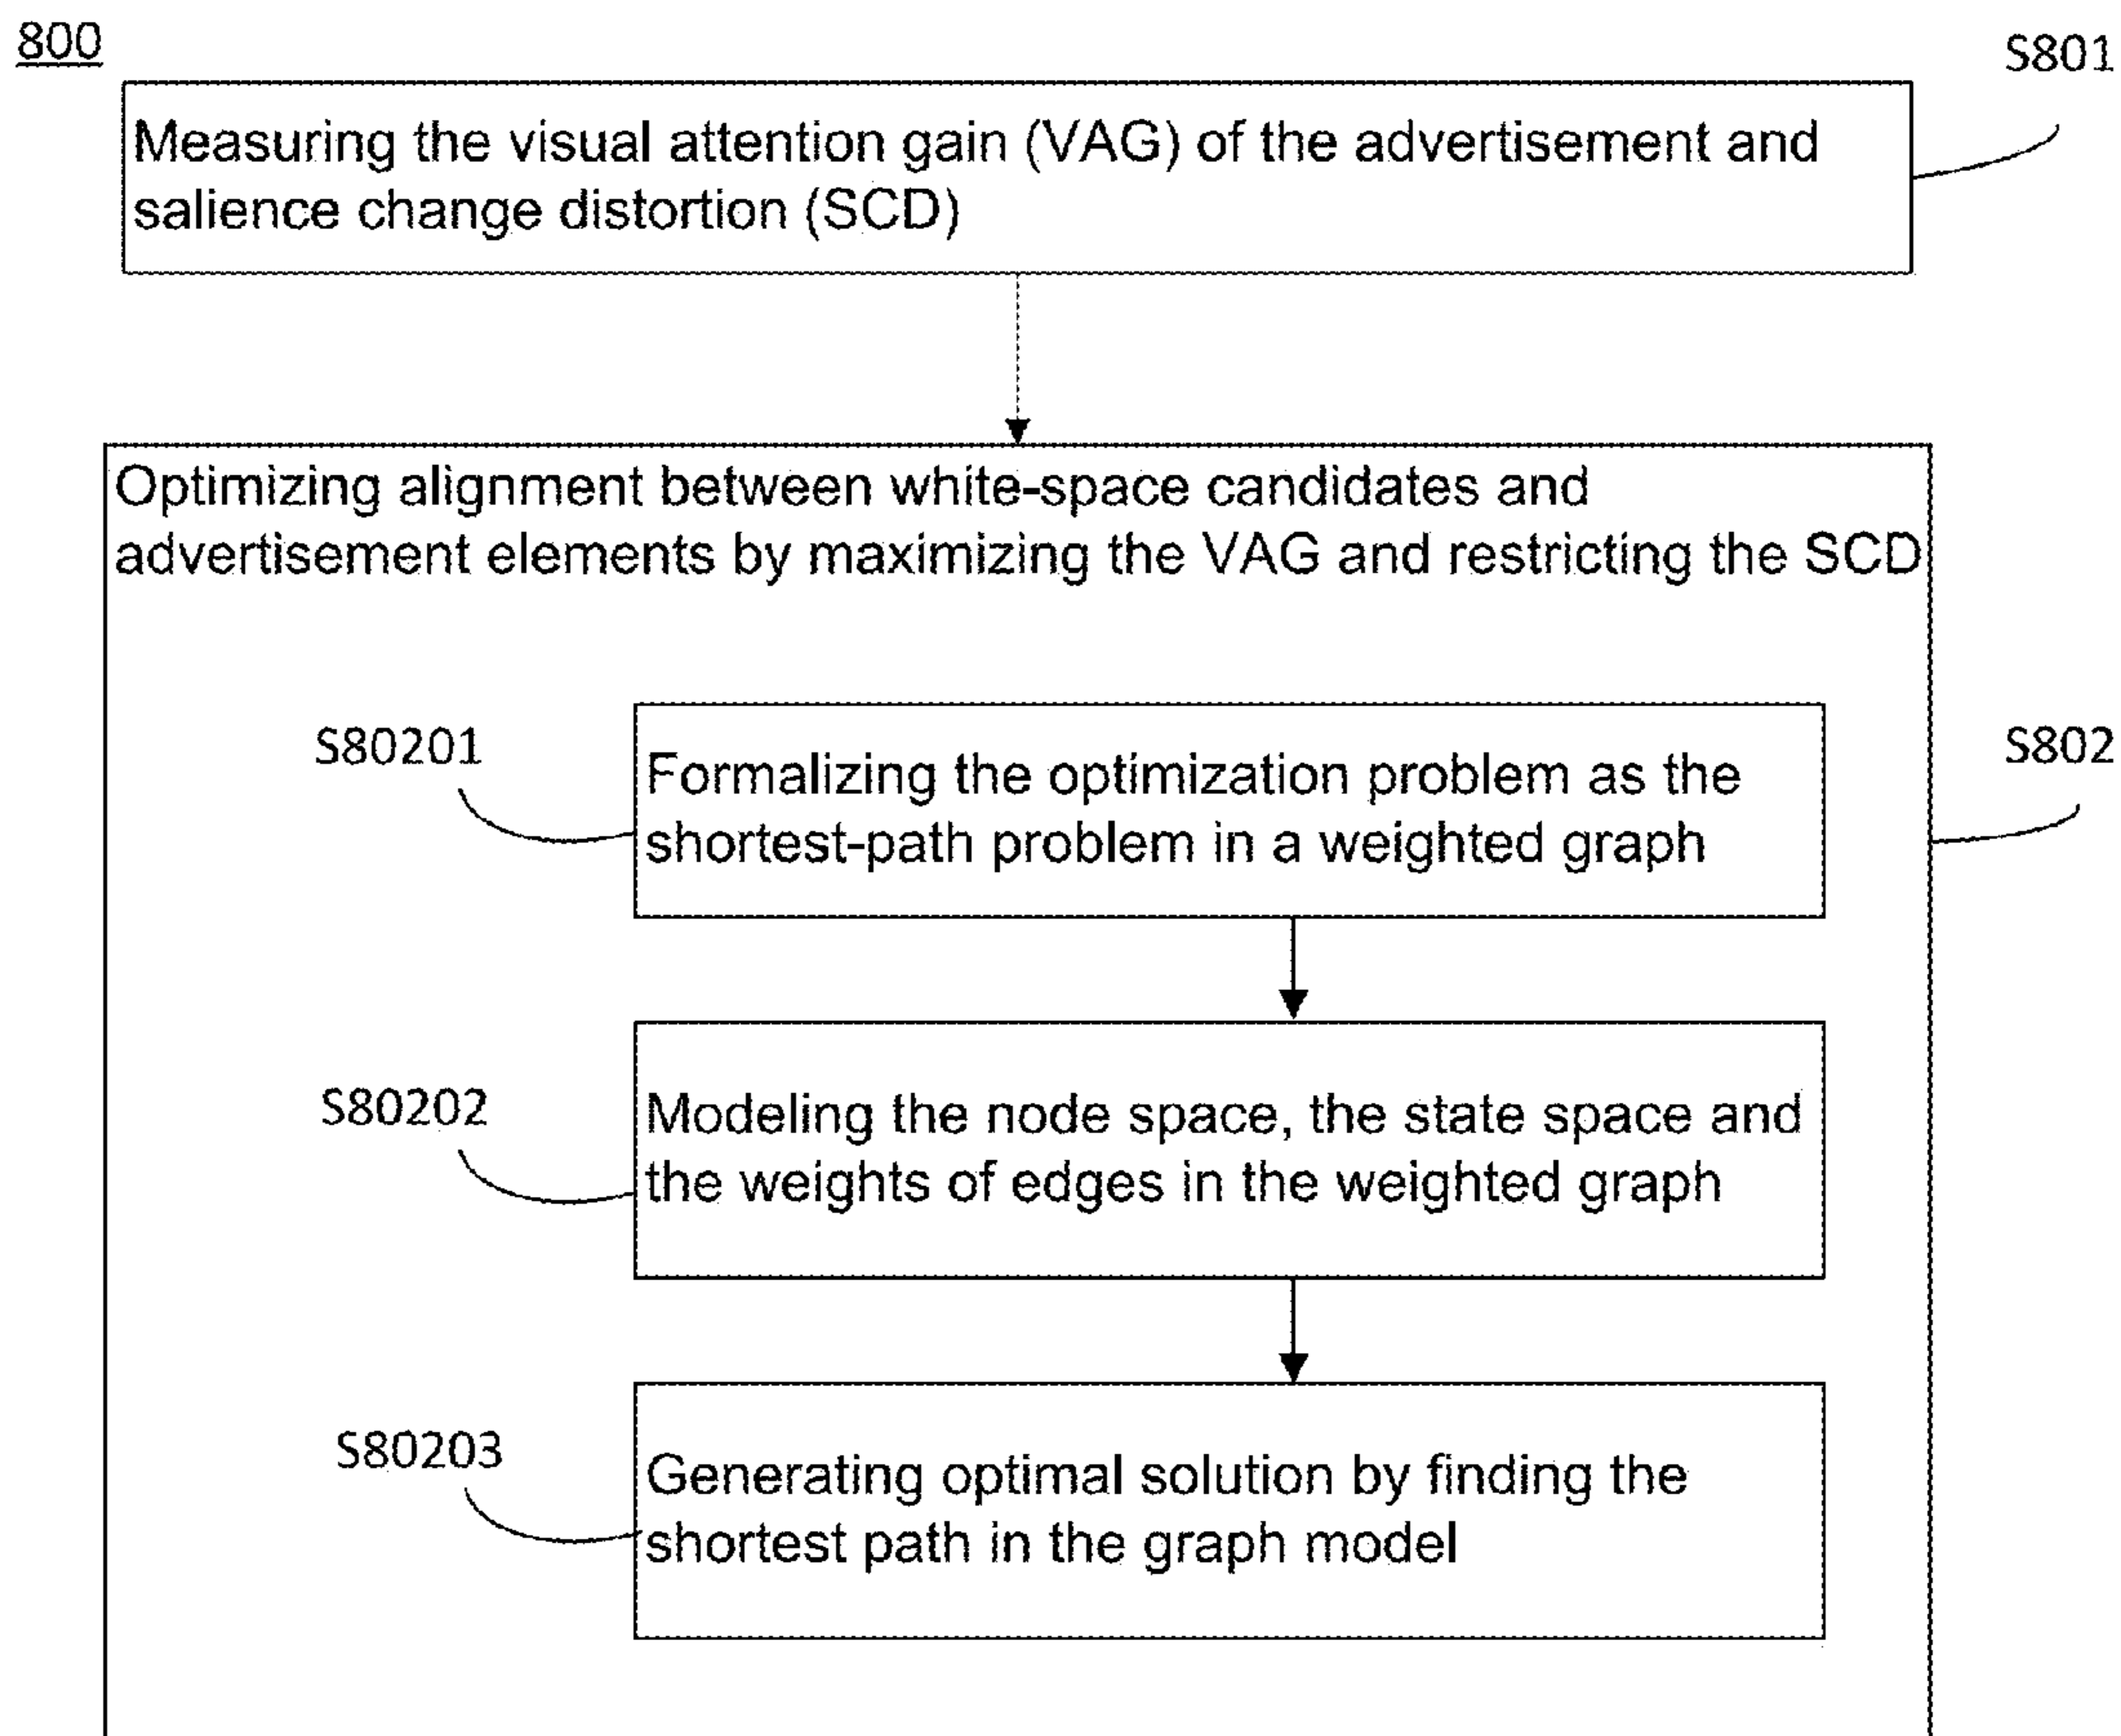 800
S801
Measuring the visual attention gain (VAG) of the advertisement and
salience change distortion (SCD)
Optimizing alignment between white-space candidates and
advertisement elements by maximizing the VAG and restricting the SCD
S802
S80201
Formalizing the optimization problem as the
shortest-path problem in a weighted graph
S80202
Modeling the node space, the state space and
the weights of edges in the weighted graph
S80203
Generating optimal solution by finding the
shortest path in the graph model